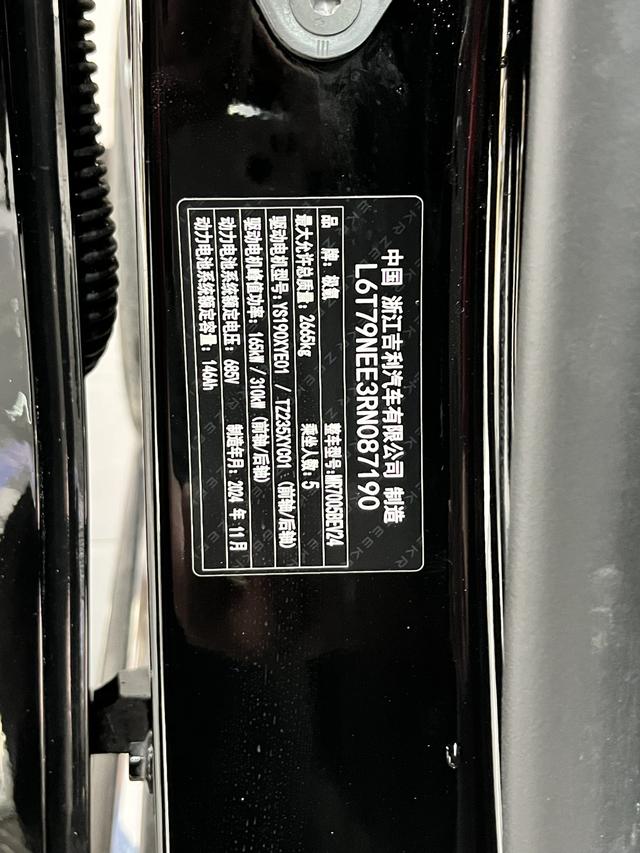 中国 浙江吉利汽车有限公司 制造
L6T79NEE3RN087190
品 牌: 极氪 整车型号: MR7005BEV24
最大允许总质量: 2665kg 乘坐人数: 5
驱动电机型号: YS190XYE01 / TZ235XYC01 (前轴/后轴)
驱动电机峰值功率: 165kW / 310kW (前轴/后轴)
动力电池系统额定电压: 685V 制造年月: 2024 年 11 月
动力电池系统额定容量: 146Ah